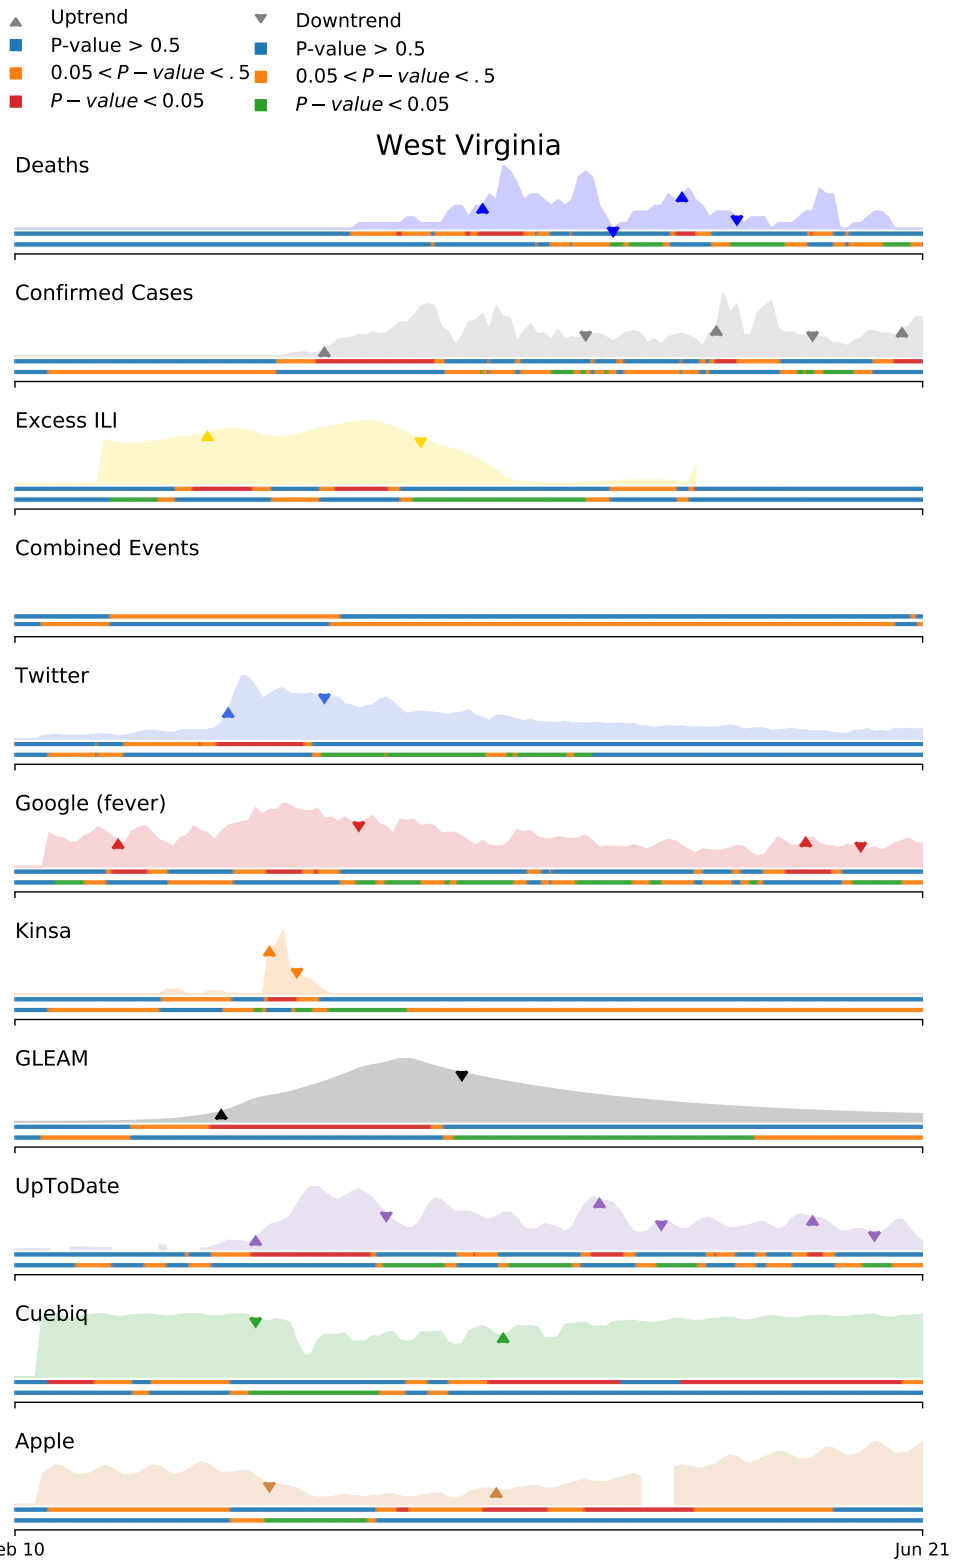 Uptrend
P-value > 0.5
0.05 < P − value < . 5
P − value < 0.05
Downtrend
P-value > 0.5
0.05 < P − value < . 5
P − value < 0.05
West Virginia
Deaths
Confirmed Cases
Excess ILI
Combined Events
Twitter
Google (fever)
Kinsa
GLEAM
UpToDate
Cuebiq
Apple
eb 10
Jun 21